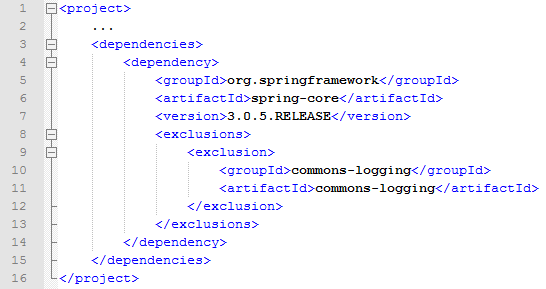 1 <project>
2 ...
3 <dependencies>
4 <dependency>
5 <groupId>org.springframework</groupId>
6 <artifactId>spring-core</artifactId>
7 <version>3.0.5.RELEASE</version>
8 <exclusions>
9 <exclusion>
10 <groupId>commons-logging</groupId>
11 <artifactId>commons-logging</artifactId>
12 </exclusion>
13 </exclusions>
14 </dependency>
15 </dependencies>
16 </project>